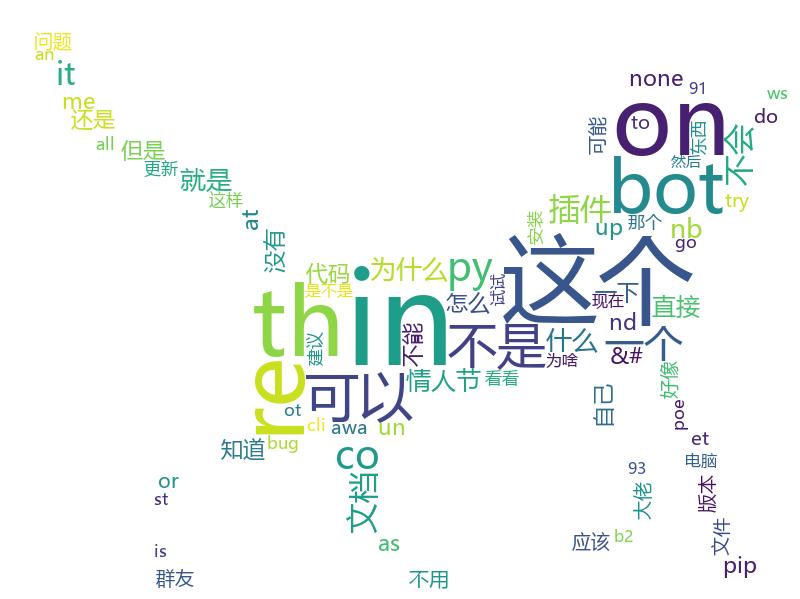 问题
an
it
me
还是
all
但是
更新
就是
这样
at
没有
none
91
ws
on
to
do
可能
东西
然后
不会
bot
try
插件
安装
up
那个
nb
go
代码
是不是
为什么
py
这个
试试
一下
现在
直接
th
in
怎么
nd
不能
不是
什么
一个
建议
为啥
&#
re
可以
情人节
看看
好像
ot
cli
awa
un
自己
poe
知道
bug
co
et
电脑
93
or
st
文档
大佬
版本
as
应该
b2
文件
is
群友
不用
pip